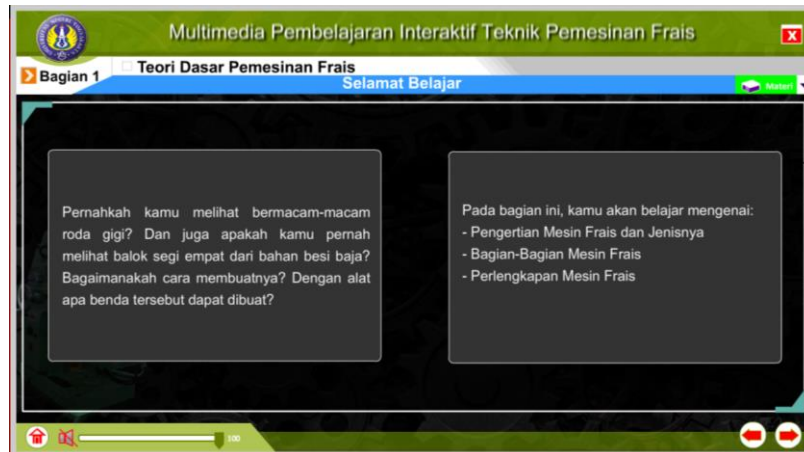 Multimedia Pembelajaran Interaktif Teknik Pemesinan Frais
X
Bagian 1
Teori Dasar Pemesinan Frais
Selamat Belajar
Materi
Pernahkah kamu melihat bermacam-macam
roda gigi? Dan juga apakah kamu pernah
melihat balok segi empat dari bahan besi baja?
Bagaimanakah cara membuatnya? Dengan alat
apa benda tersebut dapat dibuat?
Pada bagian ini, kamu akan belajar mengenai:
- Pengertian Mesin Frais dan Jenisnya
- Bagian-Bagian Mesin Frais
- Perlengkapan Mesin Frais
100